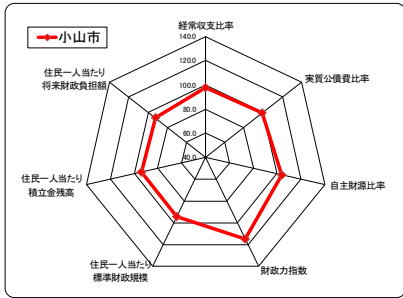 小山市
経常収支比率
140.0
120.0
100.0
80.0
60.0
40.0
実質公債費比率
自主財源比率
財政力指数
住民一人当たり
標準財政規模
住民一人当たり
積立金残高
住民一人当たり
将来財政負担額